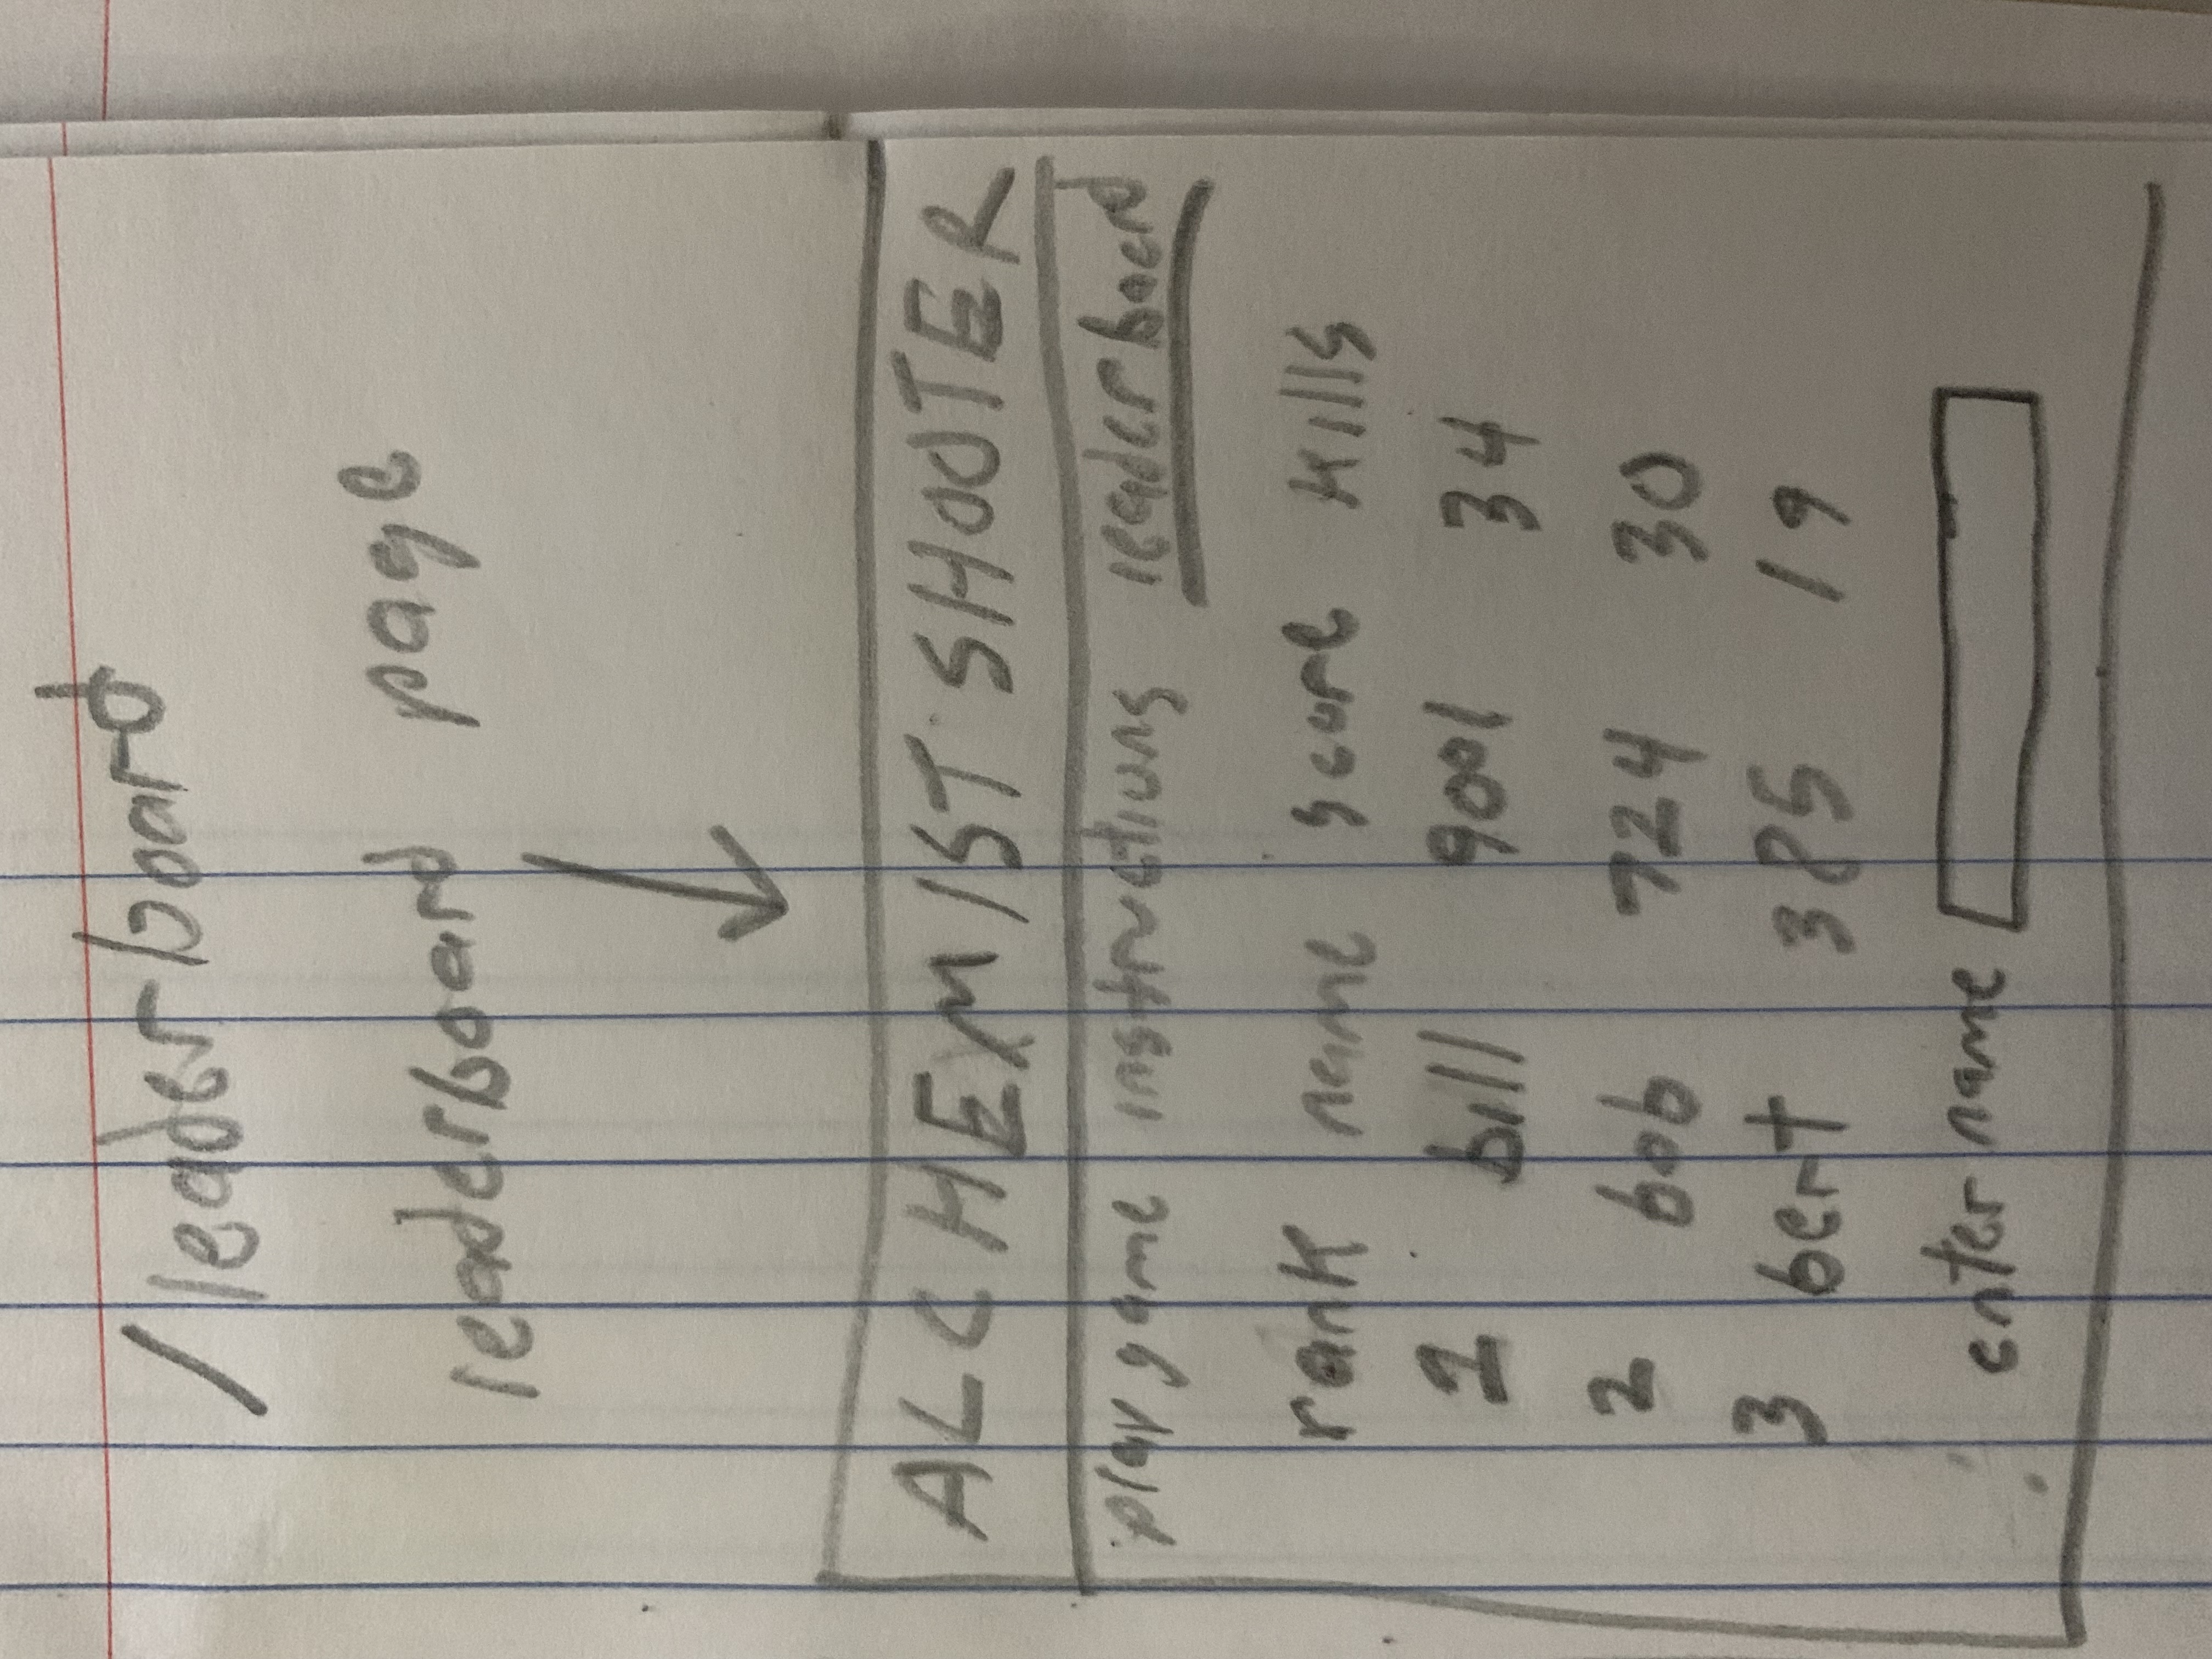 /leaderboard
leaderboard page
ALCHEMIST SHOOTER
play game instructions leaderboard
rank name score kills
1 bill 9001 34
2 bob 724 30
3 bert 385 19
enter name